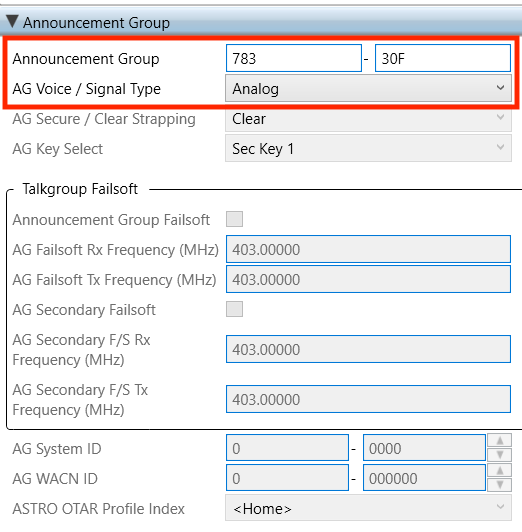 Announcement Group
Announcement Group 783 - 30F
AG Voice / Signal Type Analog
AG Secure / Clear Strapping Clear
AG Key Select Sec Key 1
Talkgroup Failsoft
Announcement Group Failsoft
AG Failsoft Rx Frequency (MHz) 403.00000
AG Failsoft Tx Frequency (MHz) 403.00000
AG Secondary Failsoft
AG Secondary F/S Rx
Frequency (MHz) 403.00000
AG Secondary F/S Tx
Frequency (MHz) 403.00000
AG System ID 0 - 0000
AG WACN ID 0 - 000000
ASTRO OTAR Profile Index <Home>